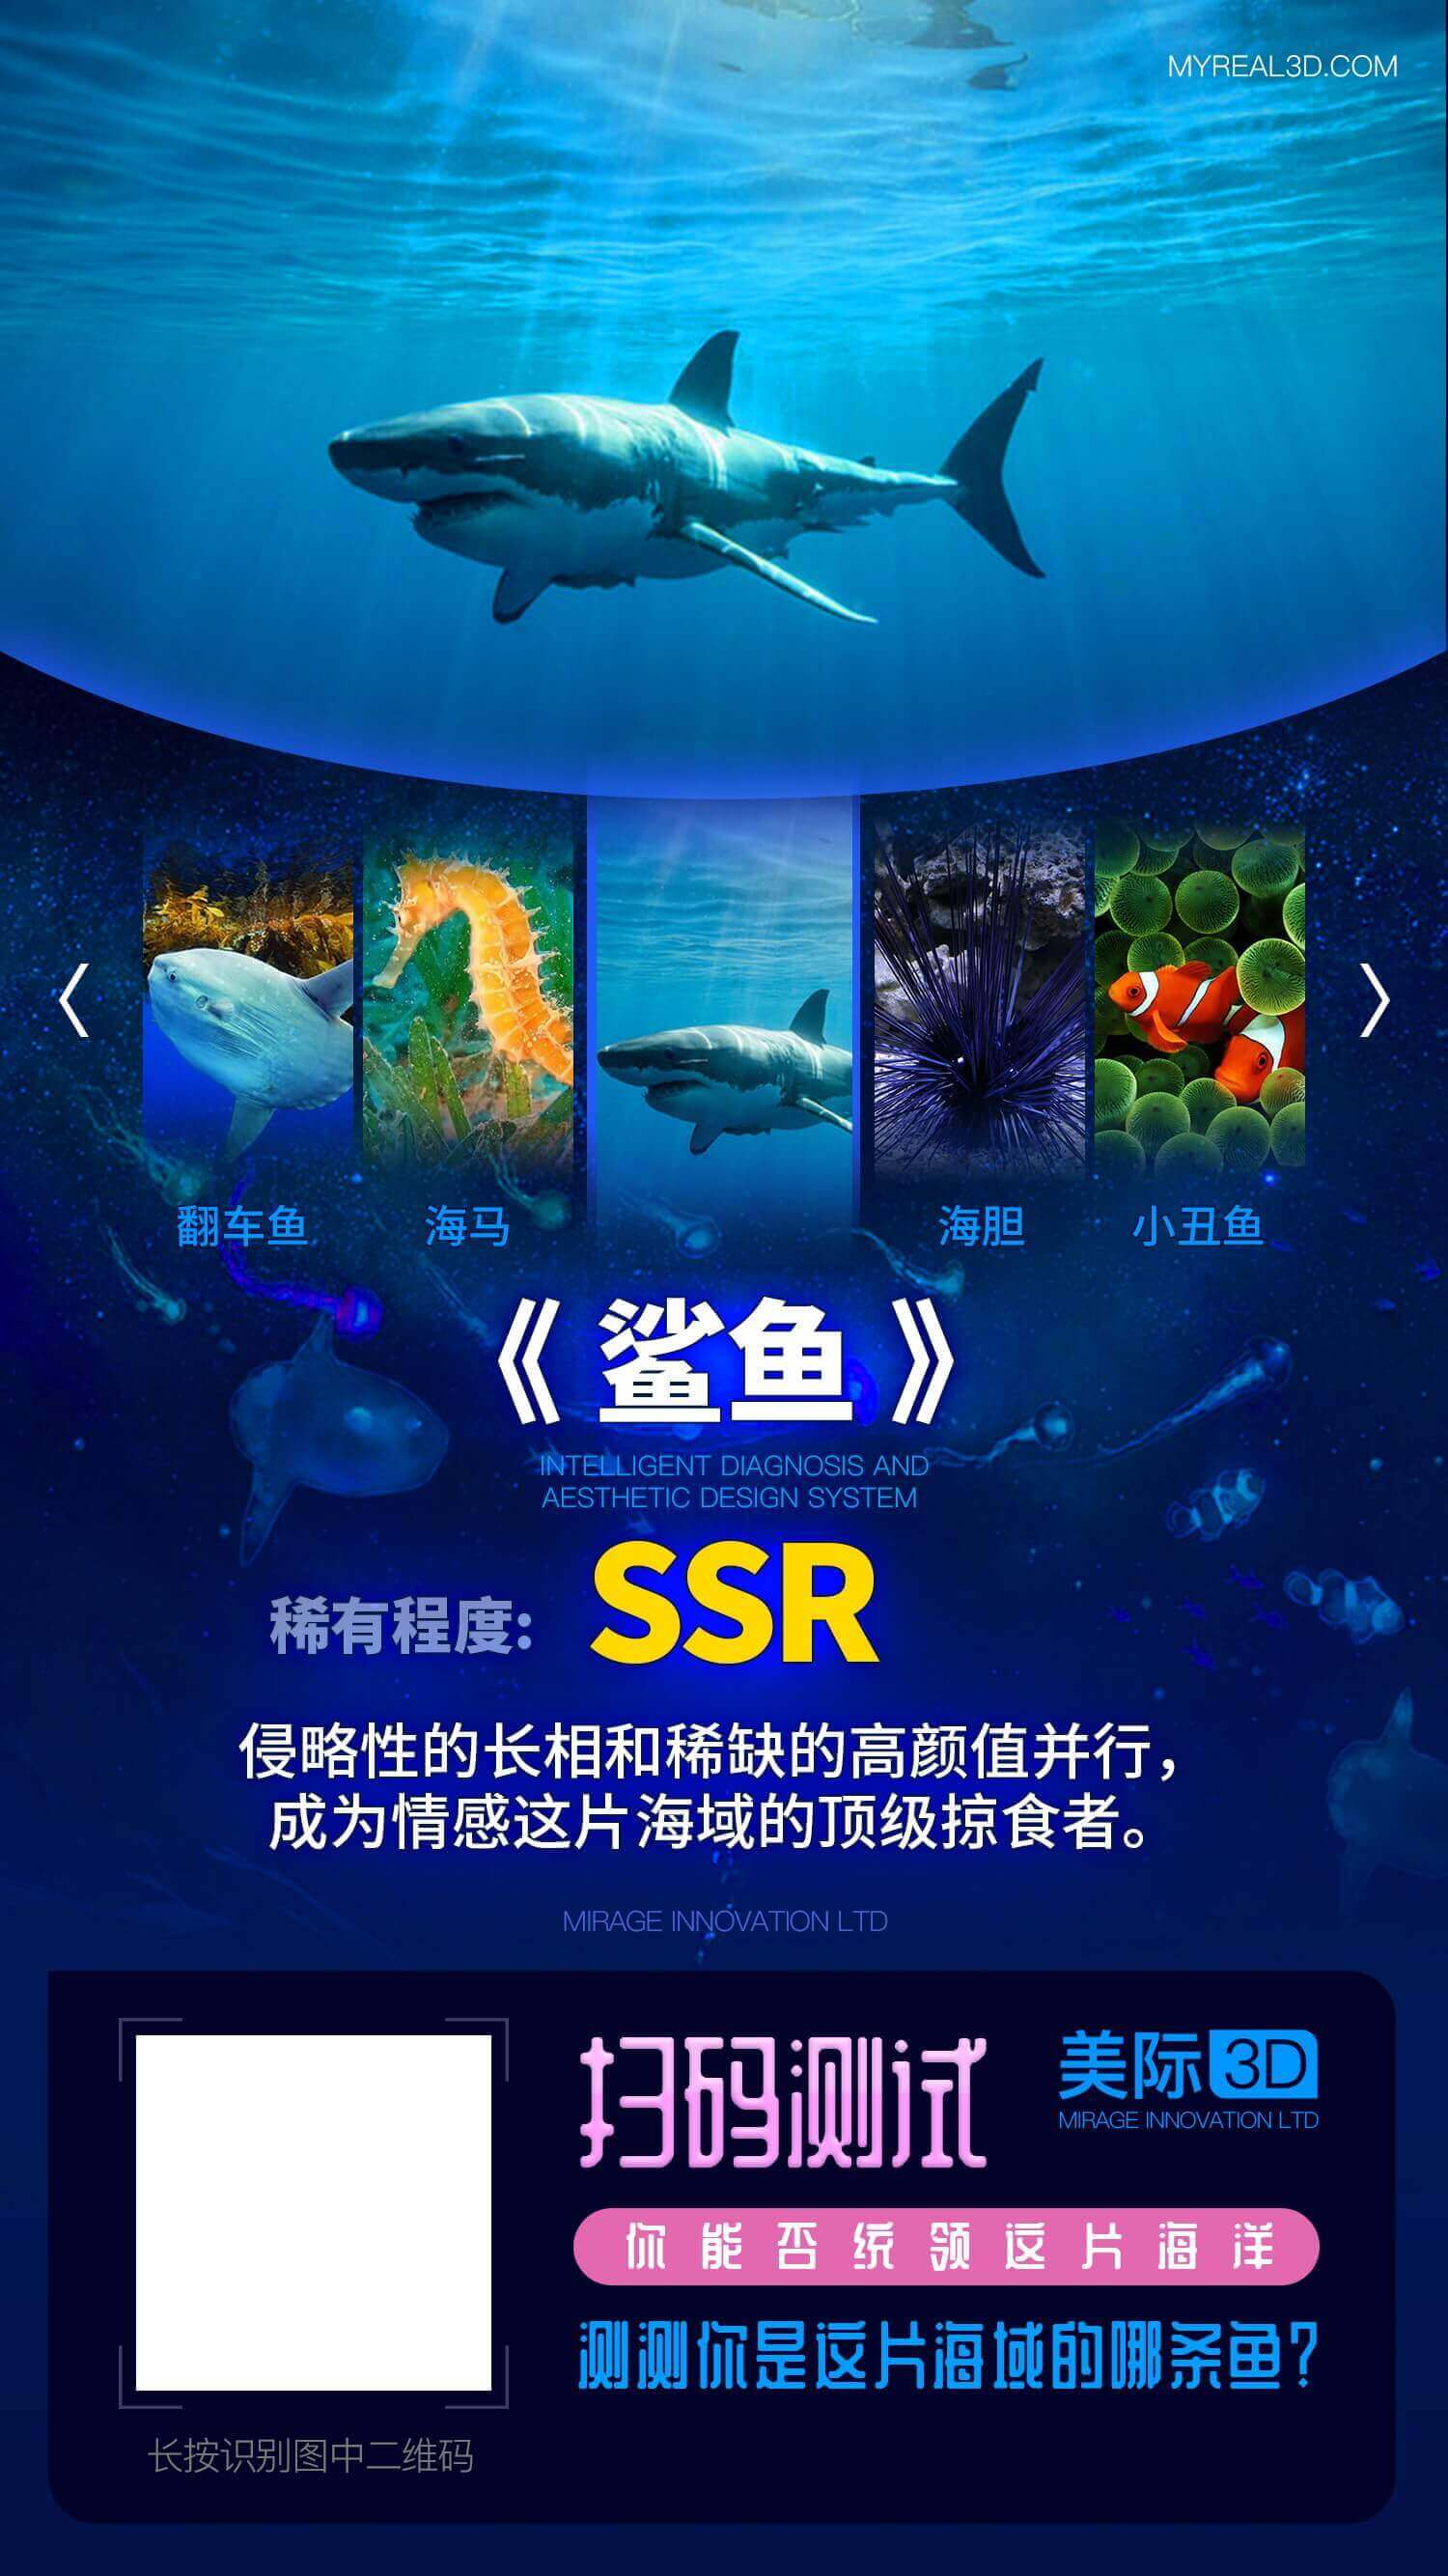 MYREAL3D.COM
翻车鱼
海马
海胆
小丑鱼
《鲨鱼》
INTELLIGENT DIAGNOSIS AND
AESTHETIC DESIGN SYSTEM
稀有程度: SSR
侵略性的长相和稀缺的高颜值并行，
成为情感这片海域的顶级掠食者。
MIRAGE INNOVATION LTD
扫码测试
美际3D
MIRAGE INNOVATION LTD
你能否统领这片海洋
测测你是这片海域的哪条鱼?
长按识别图中二维码